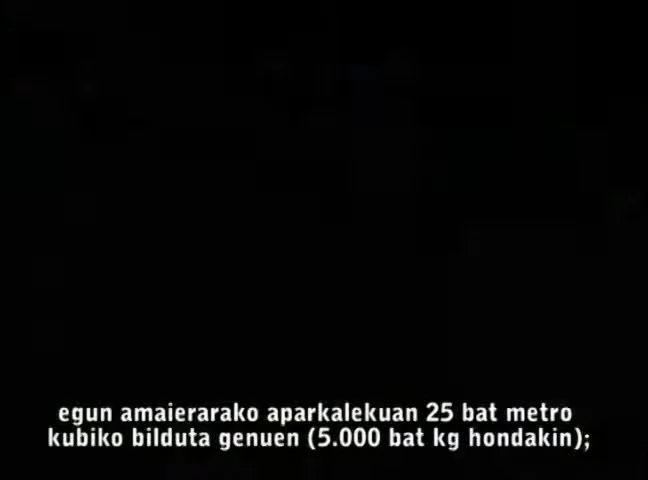 egun amaierarako aparkalekuan 25 bat metro
kubiko bilduta genuen (5.000 bat kg hondakin);